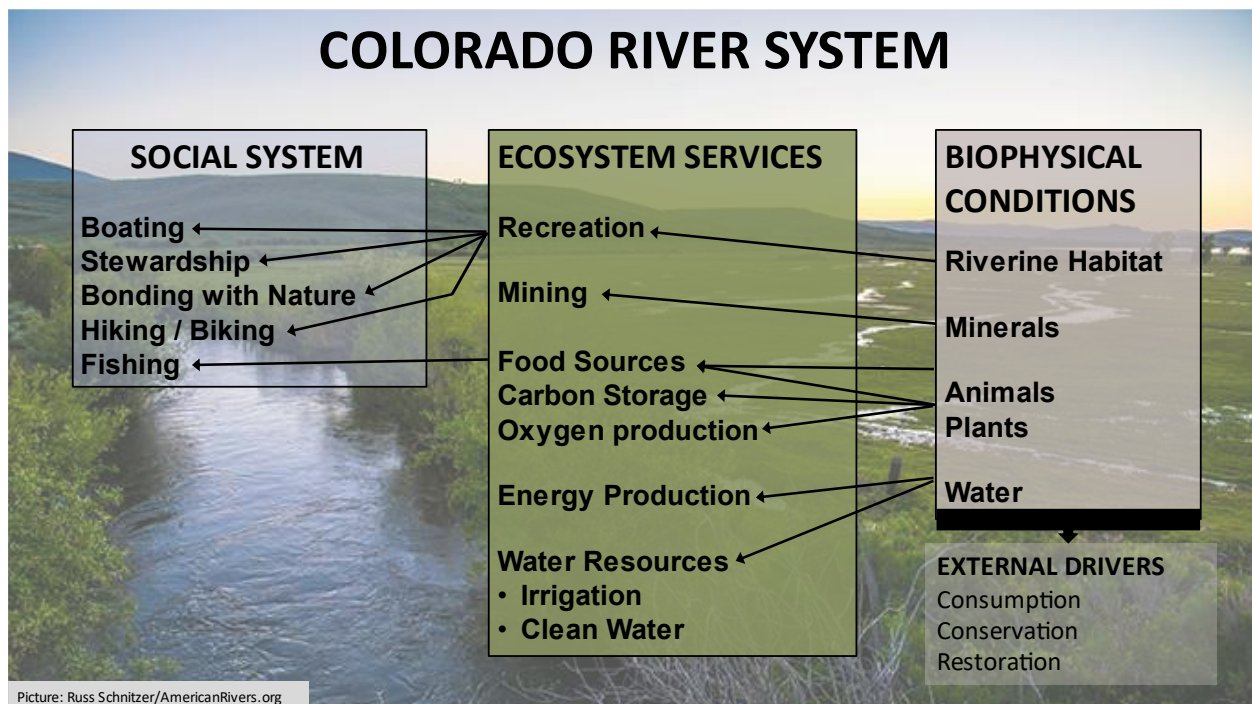 COLORADO RIVER SYSTEM
SOCIAL SYSTEM
Boating
Stewardship
Bonding with Nature
Hiking / Biking
Fishing
ECOSYSTEM SERVICES
Recreation
Mining
Food Sources
Carbon Storage
Oxygen production
Energy Production
Water Resources
• Irrigation
• Clean Water
BIOPHYSICAL
CONDITIONS
Riverine Habitat
Minerals
Animals
Plants
Water
EXTERNAL DRIVERS
Consumption
Conservation
Restoration
Picture: Russ Schnitzer/AmericanRivers.org